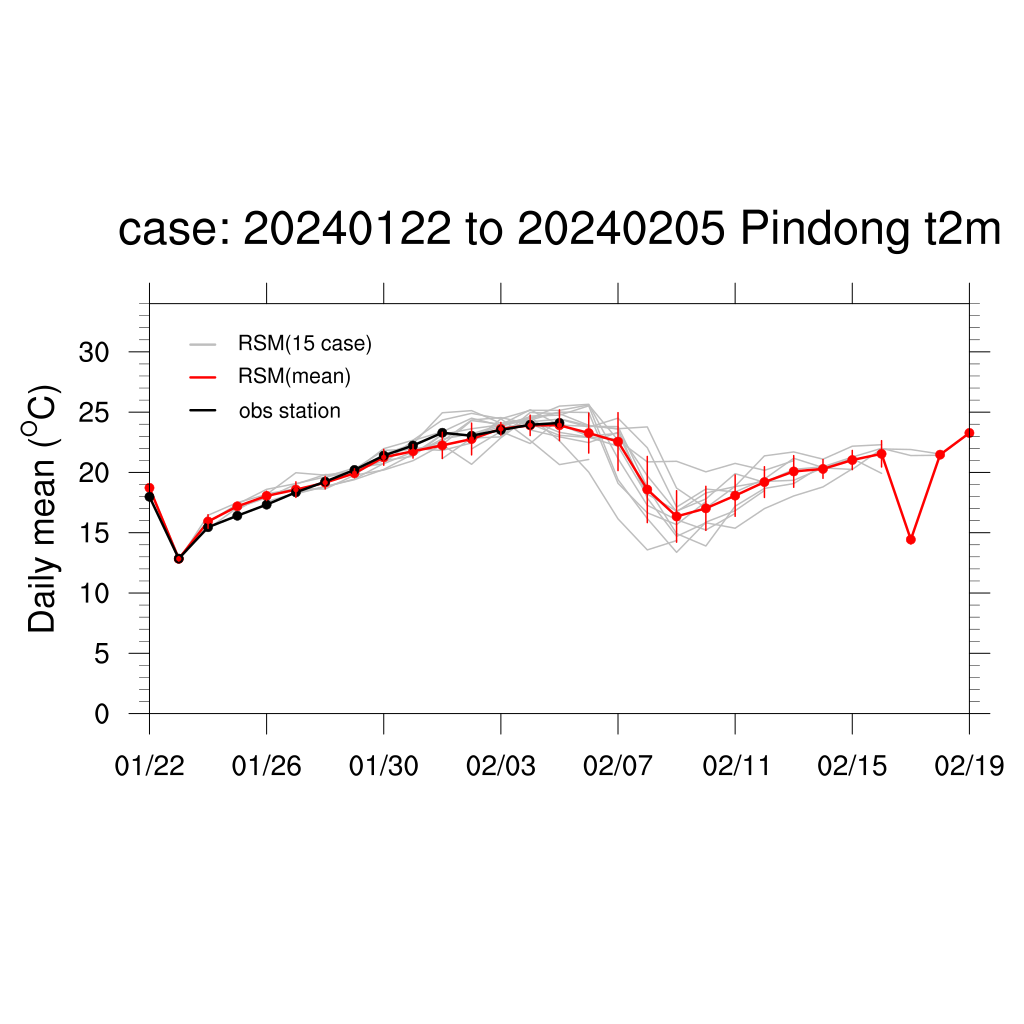 case: 20240122 to 20240205 Pindong t2m
RSM(15 case)
RSM(mean)
obs station
Daily mean (OC)
30
25
20
15
10
5
0
01/22 01/26 01/30 02/03 02/07 02/11 02/15 02/19